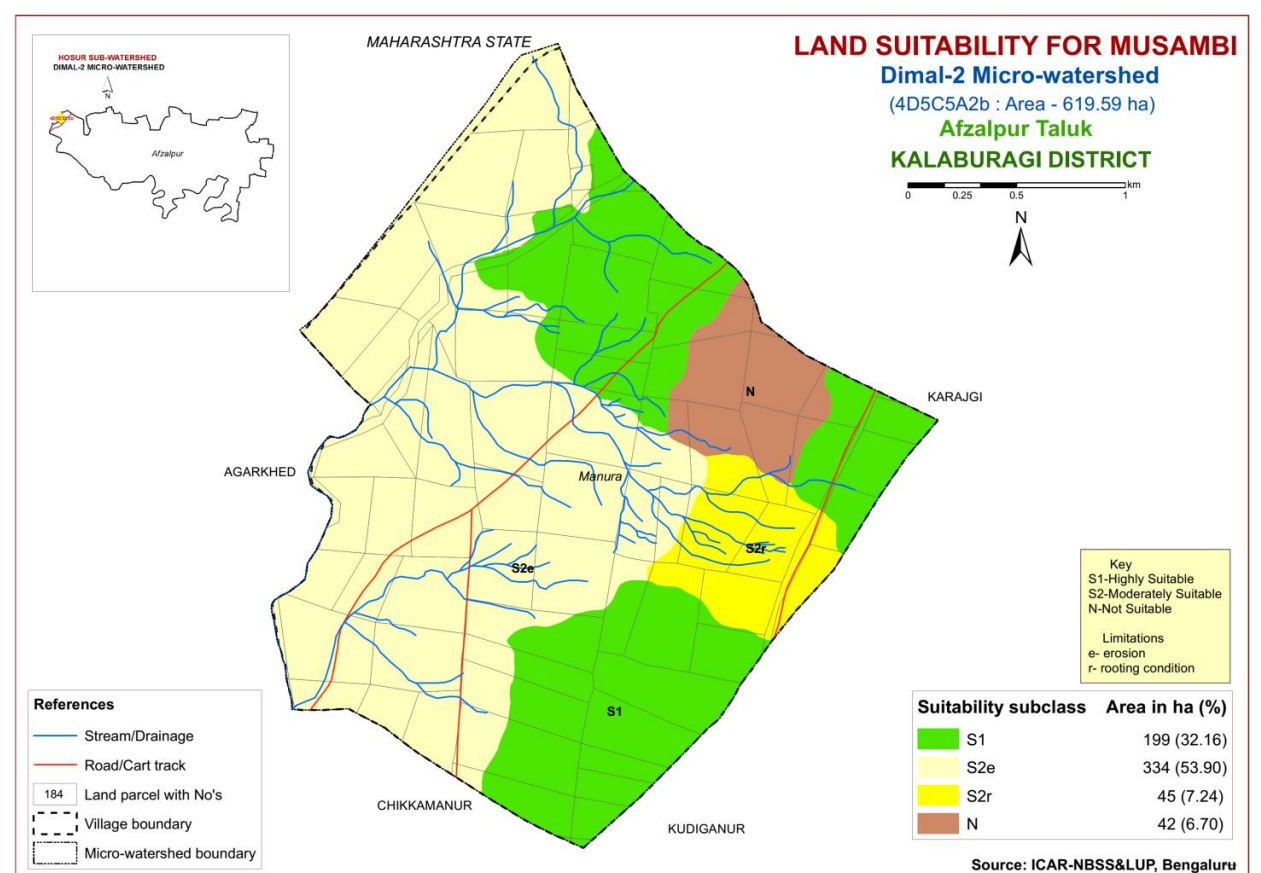 MAHARASHTRA STATE
LAND SUITABILITY FOR MUSAMBI
Dimal-2 Micro-watershed
(4D5C5A2b : Area - 619.59 ha)
Afzalpur Taluk
KALABURAGI DISTRICT
0 0.25 0.5 1 km
N
HOSUR SUB-WATERSHED
DIMAL-2 MICRO-WATERSHED
N
4D5C5A2b
Afzalpur
N
KARAJGI
AGARKHED
Manura
S2r
S2e
S1
CHIKKAMANUR
KUDIGANUR
Key
S1-Highly Suitable
S2-Moderately Suitable
N-Not Suitable
Limitations
e- erosion
r- rooting condition
References
Stream/Drainage
Road/Cart track
184 Land parcel with No's
Village boundary
Micro-watershed boundary
Suitability subclass Area in ha (%)
S1 199 (32.16)
S2e 334 (53.90)
S2r 45 (7.24)
N 42 (6.70)
Source: ICAR-NBSS&LUP, Bengaluru